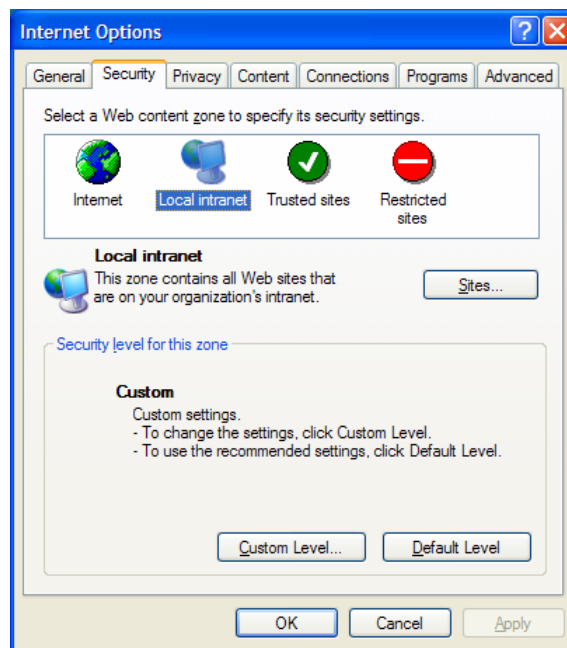 Internet Options
General Security Privacy Content Connections Programs Advanced
Select a Web content zone to specify its security settings.
Internet Local intranet Trusted sites Restricted
sites
Local intranet
This zone contains all Web sites that
are on your organization's intranet.
Sites...
Security level for this zone
Custom
Custom settings.
- To change the settings, click Custom Level.
- To use the recommended settings, click Default Level.
Custom Level... Default Level
OK Cancel Apply